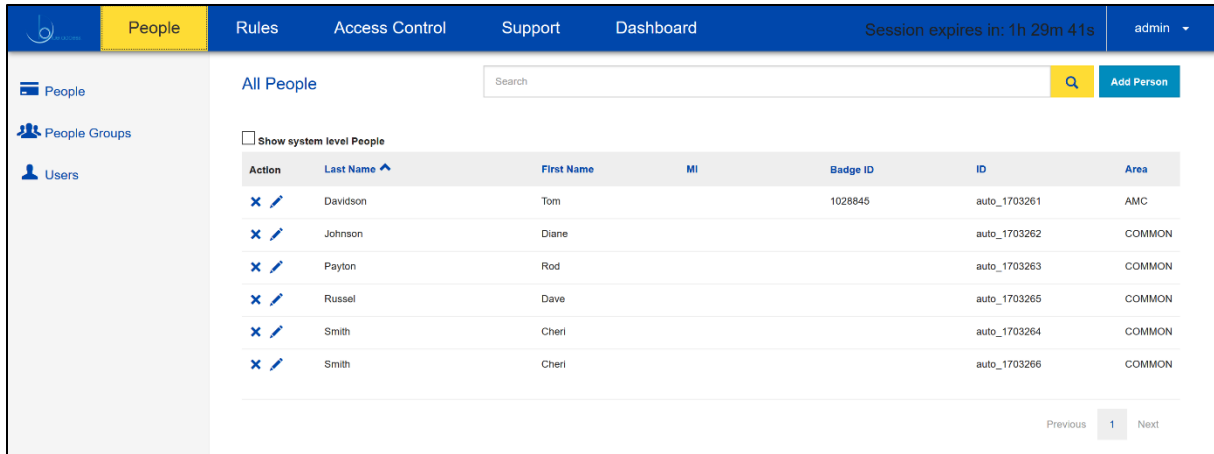 People Rules Access Control Support Dashboard Session expires in: 1h 29m 41s admin
People
People Groups
Users
All People Search Add Person
Show system level People
Action Last Name First Name MI Badge ID ID Area
Davidson Tom 1028845 auto_1703261 AMC
Johnson Diane auto_1703262 COMMON
Payton Rod auto_1703263 COMMON
Russel Dave auto_1703265 COMMON
Smith Cheri auto_1703264 COMMON
Smith Cheri auto_1703266 COMMON
Previous 1 Next